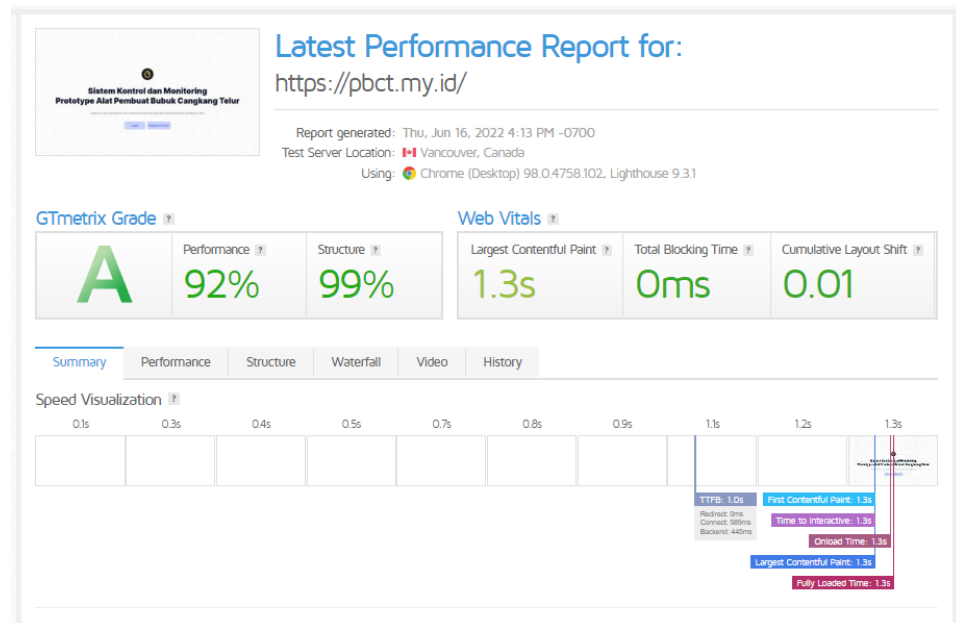 Sistem Kontrol dan Monitoring
Prototype Alat Pembuat Bubuk Cangkang Telur
Latest Performance Report for:
https://pbct.my.id/
Report generated: Thu, Jun 16, 2022 4:13 PM -0700
Test Server Location: Vancouver, Canada
Using: Chrome (Desktop) 98.0.4758.102, Lighthouse 9.3.1
GTmetrix Grade ?
Web Vitals ?
A
Performance ?
92%
Structure ?
99%
Largest Contentful Paint ?
1.3s
Total Blocking Time ?
0ms
Cumulative Layout Shift ?
0.01
Summary Performance Structure Waterfall Video History
Speed Visualization ?
0.1s 0.3s 0.4s 0.5s 0.7s 0.8s 0.9s 1.1s 1.2s 1.3s
TTFB: 1.0s
Redirect: 0ms
Connect: 589ms
Backend: 445ms
First Contentful Paint: 1.3s
Time to Interactive: 1.3s
Onload Time: 1.3s
Largest Contentful Paint: 1.3s
Fully Loaded Time: 1.3s